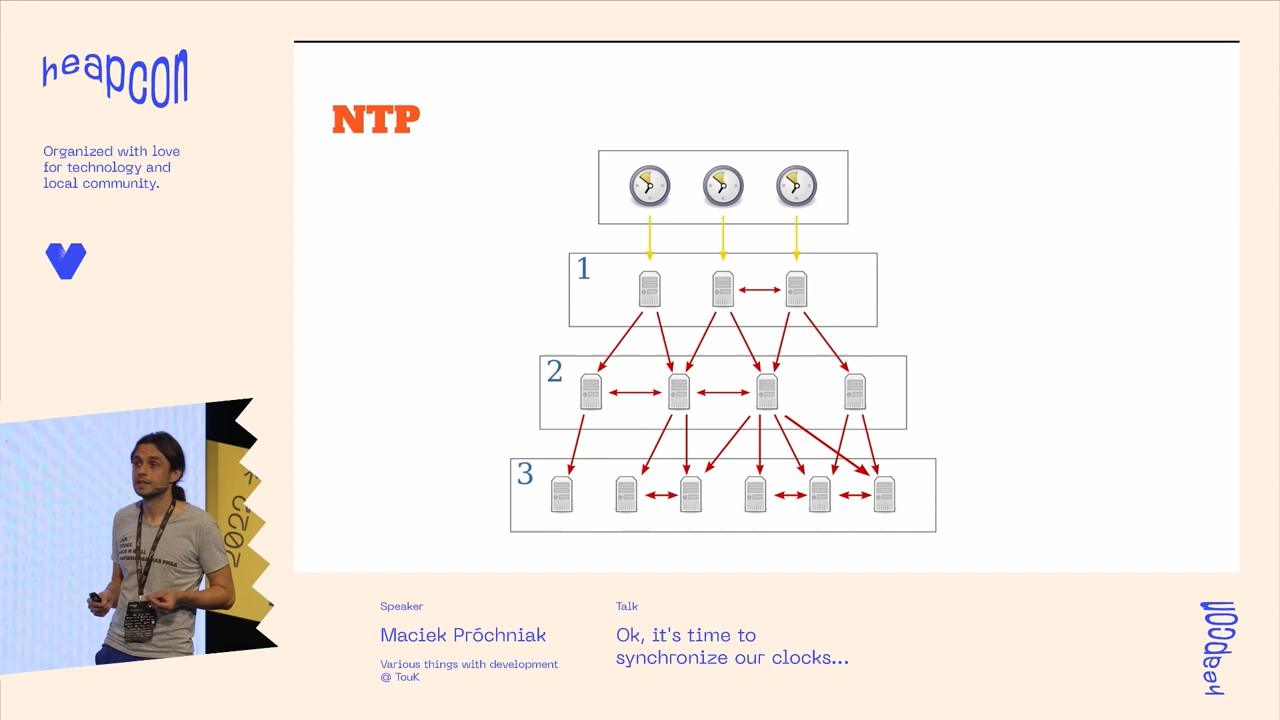 heapcon
Organized with love
for technology and
local community.
NTP
1
2
3
2022
Speaker
Maciek Próchniak
Various things with development
@ TouK
Talk
Ok, it's time to
synchronize our clocks...
heapcon